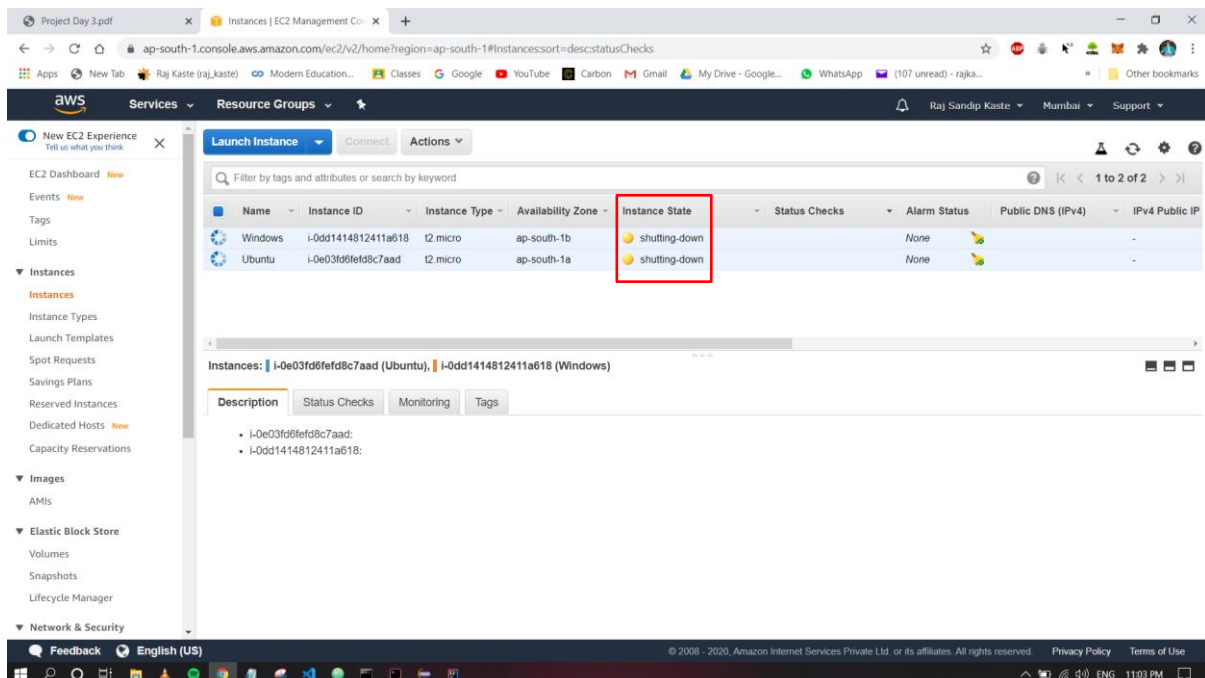 Project Day 3.pdf
Instances | EC2 Management Con
ap-south-1.console.aws.amazon.com/ec2/v2/home?region=ap-south-1#Instances:sort=desc:statusChecks
Apps New Tab Raj Kaste (raj_kaste) Modern Education... Classes Google YouTube Carbon Gmail My Drive - Google... WhatsApp (107 unread) - rajka... » Other bookmarks
aws Services Resource Groups Raj Sandip Kaste Mumbai Support
New EC2 Experience
Tell us what you think
EC2 Dashboard New
Events New
Tags
Limits
Instances
Instances
Instance Types
Launch Templates
Spot Requests
Savings Plans
Reserved Instances
Dedicated Hosts New
Capacity Reservations
Images
AMIs
Elastic Block Store
Volumes
Snapshots
Lifecycle Manager
Network & Security
Launch Instance Connect Actions
Filter by tags and attributes or search by keyword 1 to 2 of 2
Name Instance ID Instance Type Availability Zone Instance State Status Checks Alarm Status Public DNS (IPv4) IPv4 Public IP
Windows i-0dd1414812411a618 t2.micro ap-south-1b shutting-down None -
Ubuntu i-0e03fd6fefd8c7aad t2.micro ap-south-1a shutting-down None -
Instances: i-0e03fd6fefd8c7aad (Ubuntu), i-0dd1414812411a618 (Windows)
Description Status Checks Monitoring Tags
• i-0e03fd6fefd8c7aad:
• i-0dd1414812411a618:
Feedback English (US) © 2008 - 2020, Amazon Internet Services Private Ltd. or its affiliates. All rights reserved. Privacy Policy Terms of Use
ENG 11:03 PM